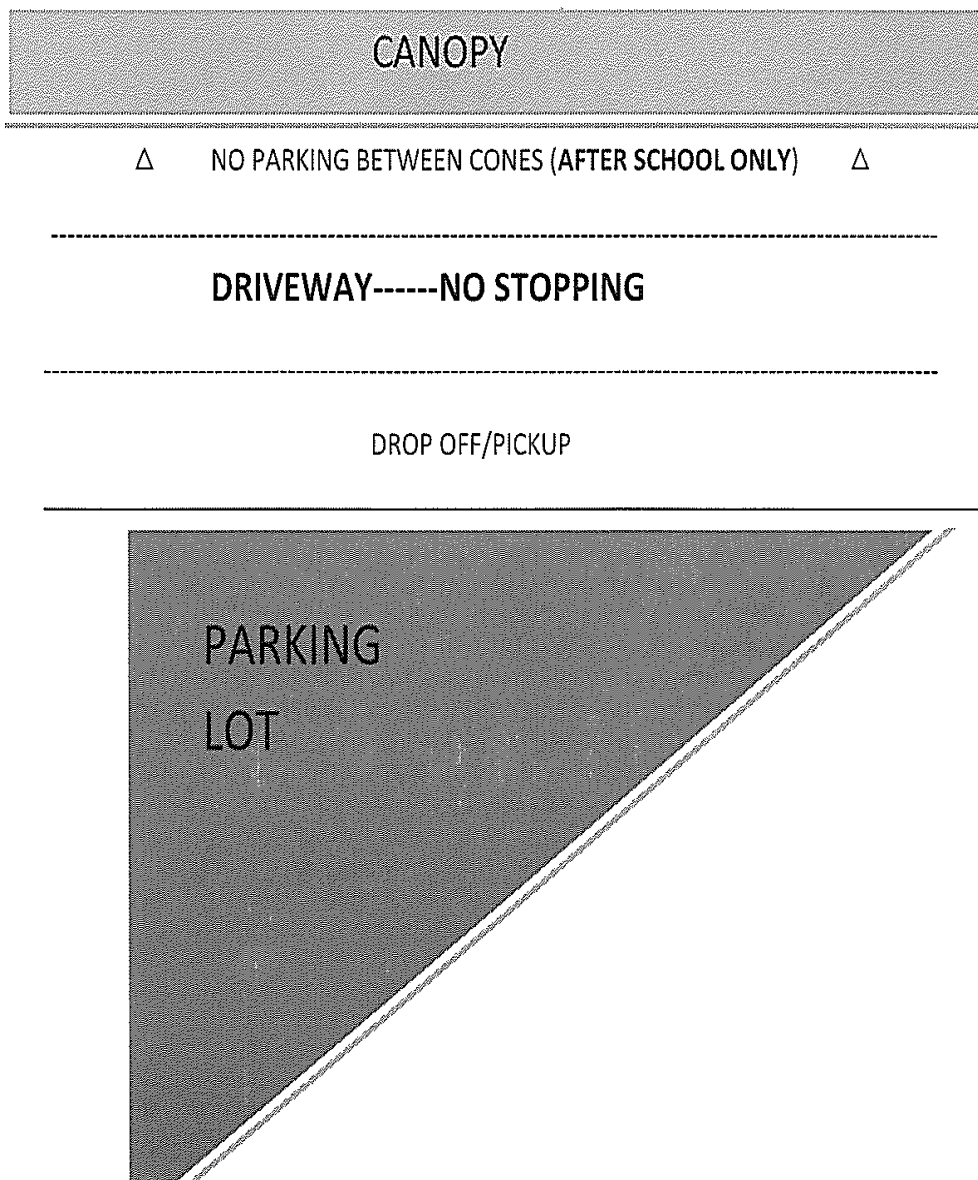 CANOPY
Δ NO PARKING BETWEEN CONES (AFTER SCHOOL ONLY) Δ
DRIVEWAY------NO STOPPING
DROP OFF/PICKUP
PARKING
LOT